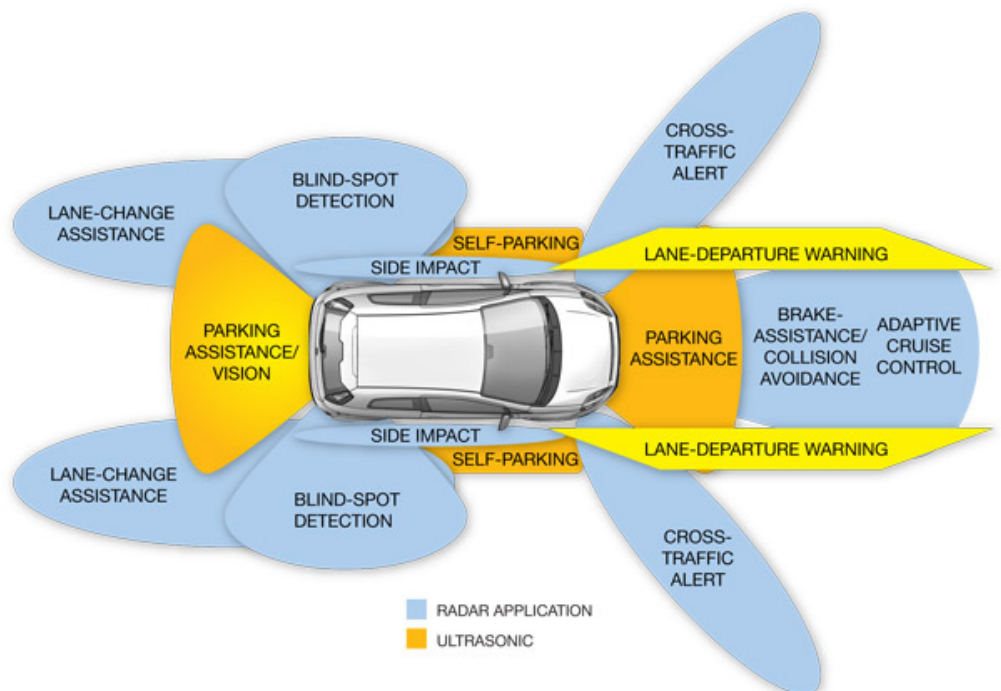 CROSS-
TRAFFIC
ALERT
BLIND-SPOT
DETECTION
LANE-CHANGE
ASSISTANCE
SELF-PARKING
LANE-DEPARTURE WARNING
SIDE IMPACT
PARKING
ASSISTANCE/
VISION
PARKING
ASSISTANCE
BRAKE-
ASSISTANCE/
COLLISION
AVOIDANCE
ADAPTIVE
CRUISE
CONTROL
SIDE IMPACT
LANE-DEPARTURE WARNING
SELF-PARKING
LANE-CHANGE
ASSISTANCE
BLIND-SPOT
DETECTION
CROSS-
TRAFFIC
ALERT
RADAR APPLICATION
ULTRASONIC